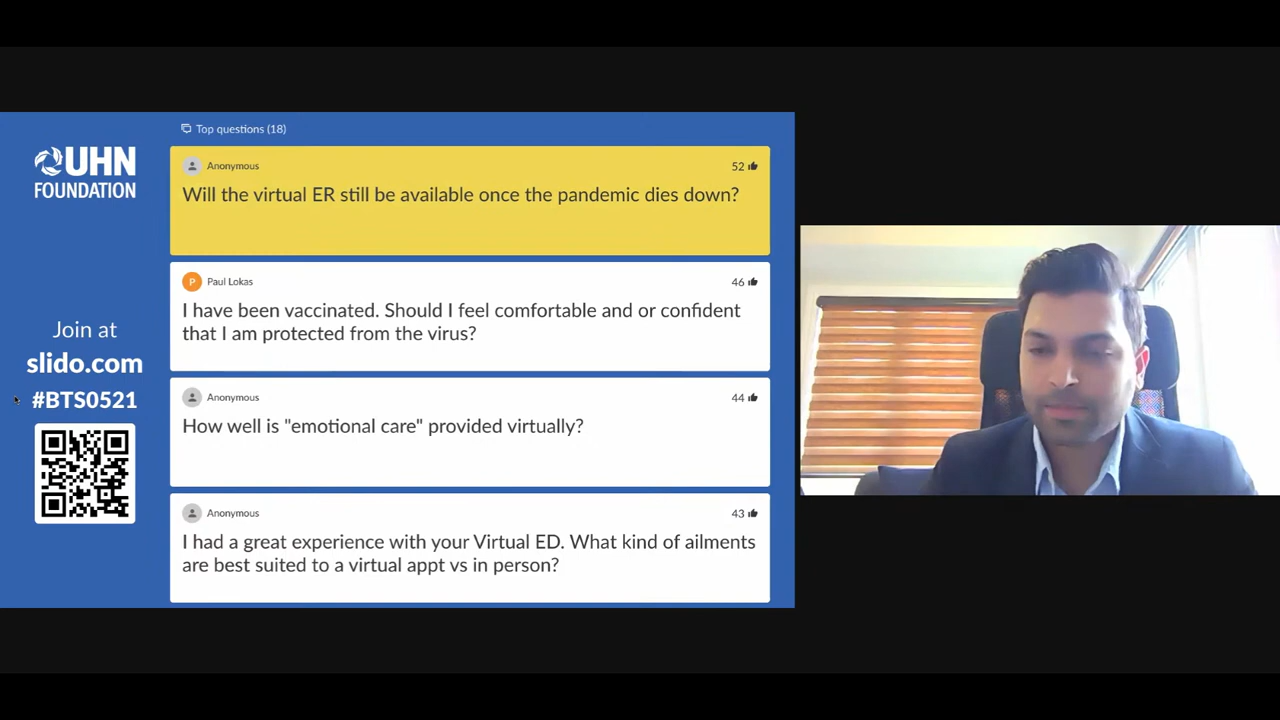 UHN
FOUNDATION
Join at
slido.com
#BTS0521
Top questions (18)
Anonymous
52
Will the virtual ER still be available once the pandemic dies down?
P
Paul Lokas
46
I have been vaccinated. Should I feel comfortable and or confident
that I am protected from the virus?
Anonymous
44
How well is "emotional care" provided virtually?
Anonymous
43
I had a great experience with your Virtual ED. What kind of ailments
are best suited to a virtual appt vs in person?